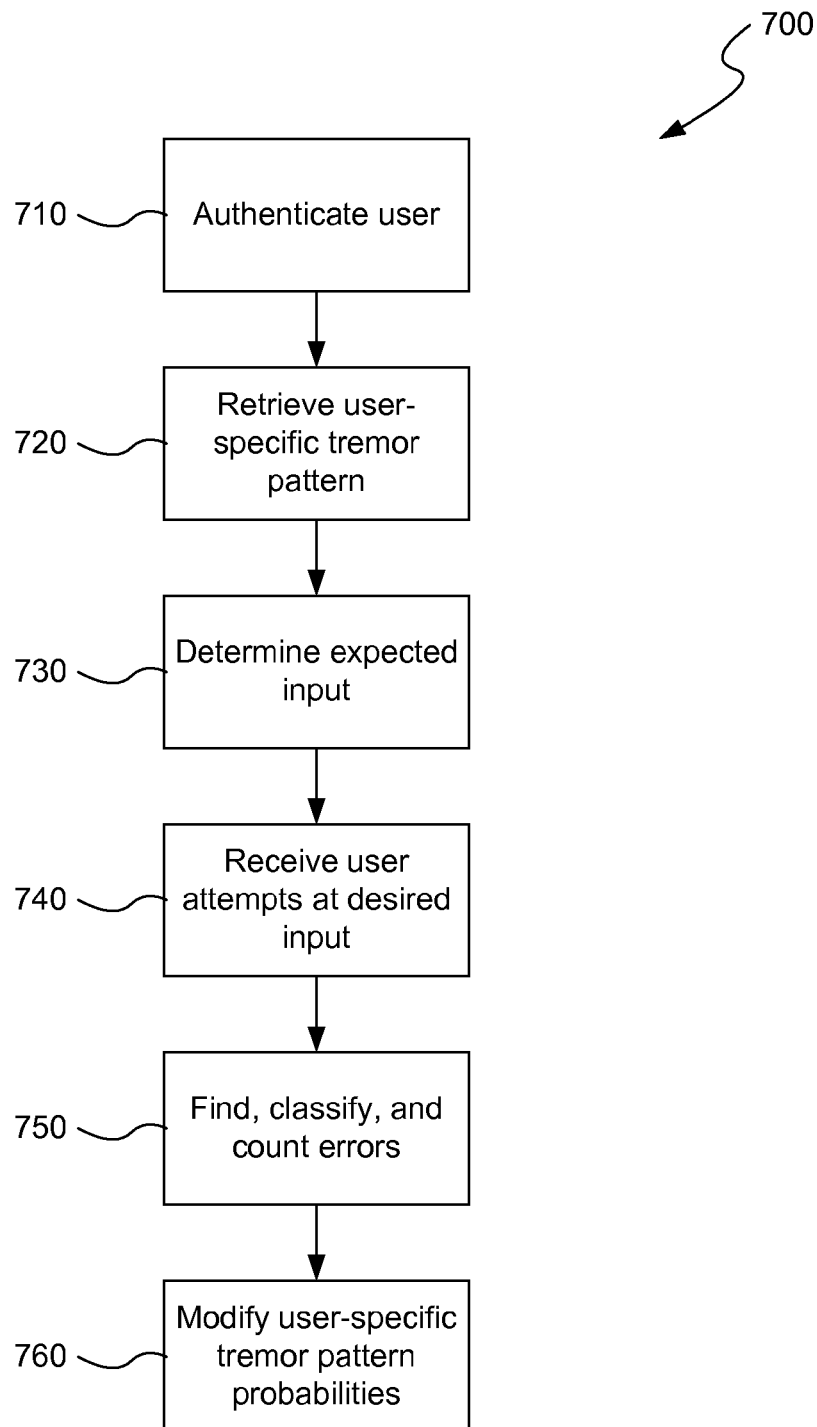 700
710
Authenticate user
720
Retrieve user-
specific tremor
pattern
730
Determine expected
input
740
Receive user
attempts at desired
input
750
Find, classify, and
count errors
760
Modify user-specific
tremor pattern
probabilities